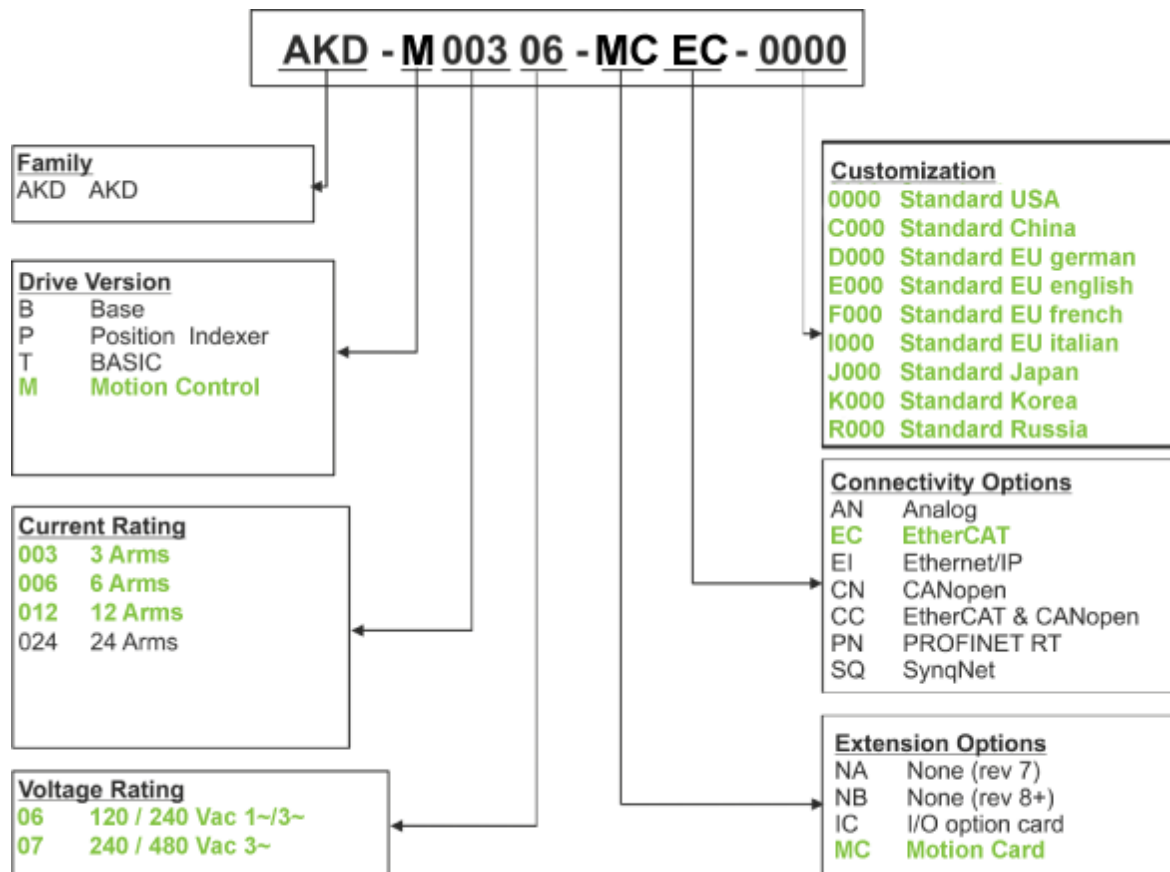 AKD - M 003 06 - MC EC - 0000
Family
AKD AKD
Drive Version
B Base
P Position Indexer
T BASIC
M Motion Control
Current Rating
003 3 Arms
006 6 Arms
012 12 Arms
024 24 Arms
Voltage Rating
06 120 / 240 Vac 1~/3~
07 240 / 480 Vac 3~
Customization
0000 Standard USA
C000 Standard China
D000 Standard EU german
E000 Standard EU english
F000 Standard EU french
I000 Standard EU italian
J000 Standard Japan
K000 Standard Korea
R000 Standard Russia
Connectivity Options
AN Analog
EC EtherCAT
EI Ethernet/IP
CN CANopen
CC EtherCAT & CANopen
PN PROFINET RT
SQ SynqNet
Extension Options
NA None (rev 7)
NB None (rev 8+)
IC I/O option card
MC Motion Card